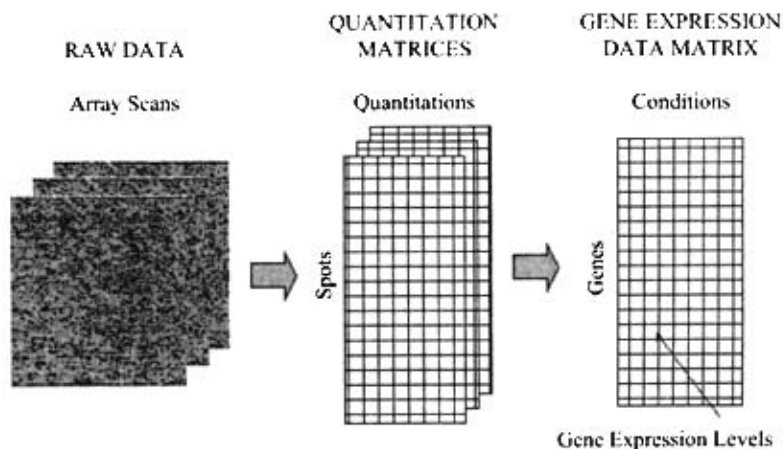 RAW DATA
Array Scans
QUANTITATION
MATRICES
Quantitations
Spots
GENE EXPRESSION
DATA MATRIX
Conditions
Genes
Gene Expression Levels